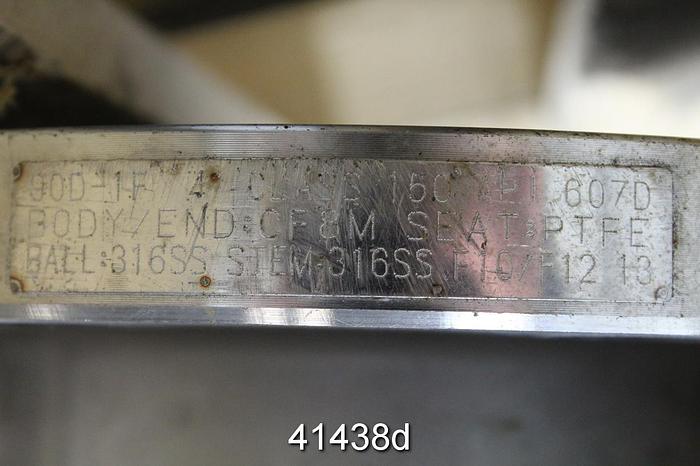 90D-1F 4" CLASS 150 API 607D
BODY/END:CF8M SEAT:PTFE
BALL:316SS STEM:316SS F10/F12 13
41438d